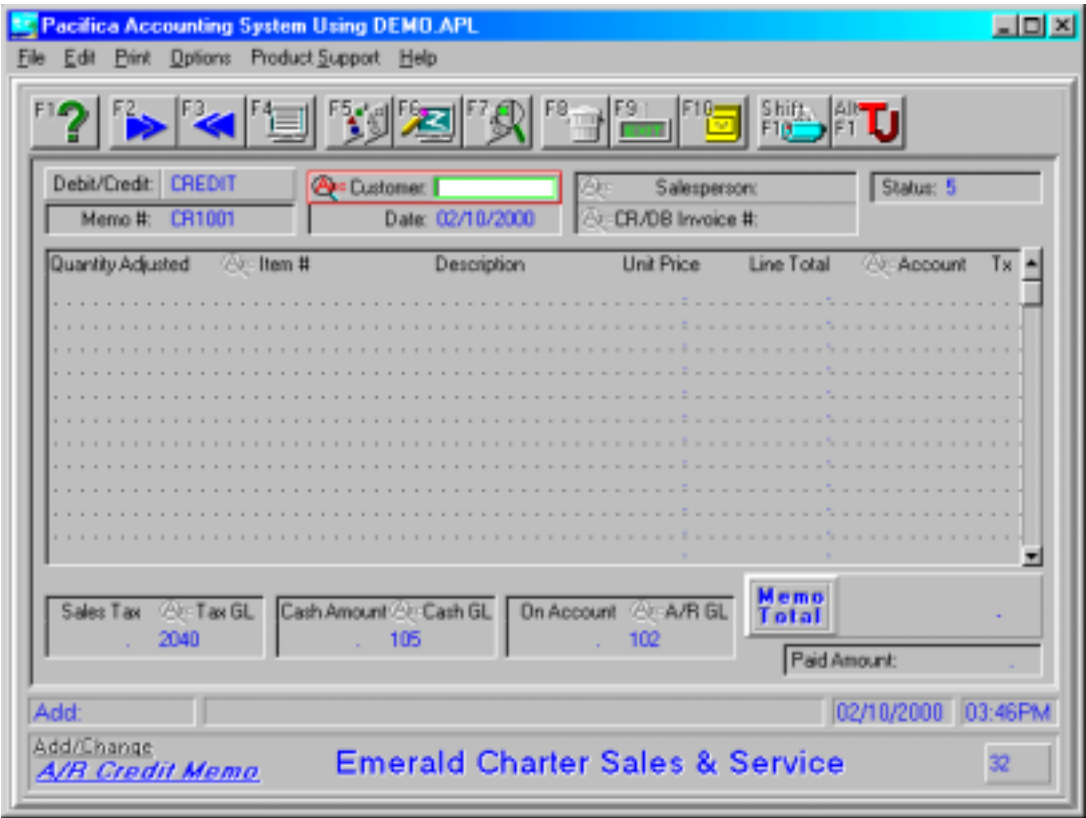 Pacifica Accounting System Using DEMO.APL
File Edit Print Options Product Support Help
F1 F2 F3 F4 F5 F6 F7 F8 F9 EXIT F10 Shift F10 Alt F1
Debit/Credit: CREDIT Customer: Salesperson: Status: 5
Memo #: CR1001 Date: 02/10/2000 CR/DB Invoice #:
Quantity Adjusted Item # Description Unit Price Line Total Account Tx
Sales Tax Tax GL Cash Amount Cash GL On Account A/R GL Memo Total
. 2040 . 105 . 102
Paid Amount:
Add: 02/10/2000 03:46PM
Add/Change
A/R Credit Memo Emerald Charter Sales & Service 32